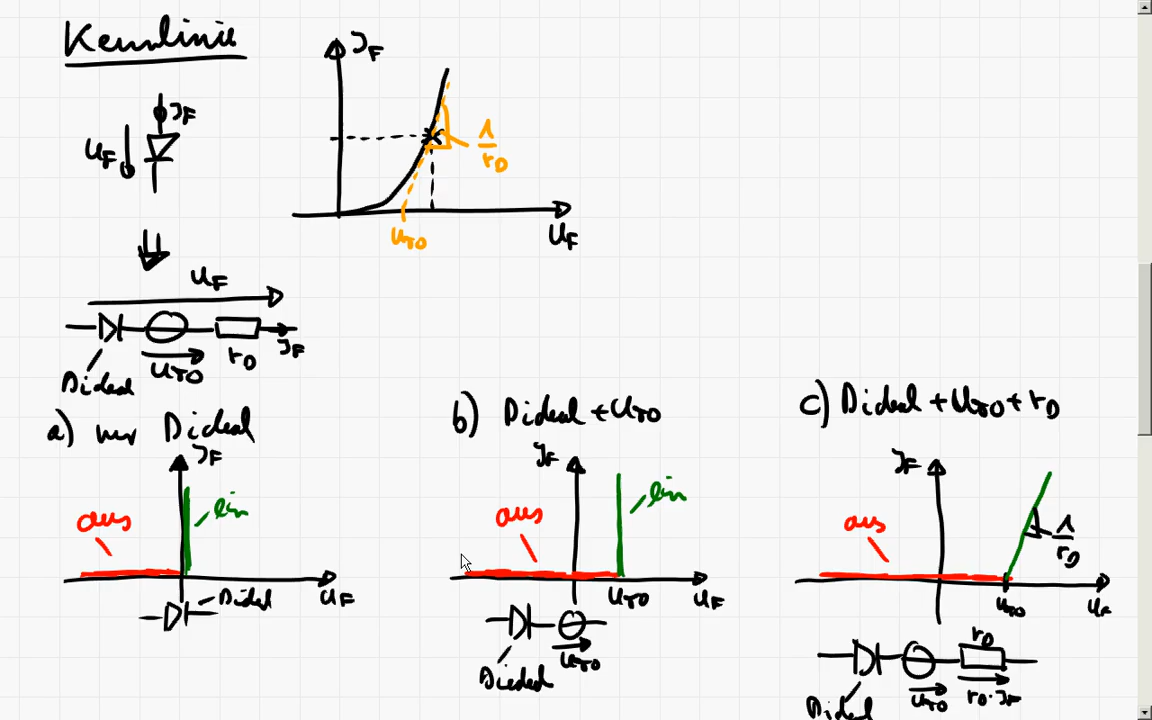 Kennlinie
IF
UF
IF
1
rD
UTO
UF
UF
UTO
rD
IF
Dideal
a) nur Dideal
IF
aus
ein
UF
Dideal
b) Dideal + UTO
IF
aus
ein
UTO
UF
Dideal
UTO
c) Dideal + UTO + rD
IF
aus
1
rD
UTO
UF
rD
Dideal
UTO
rD·IF